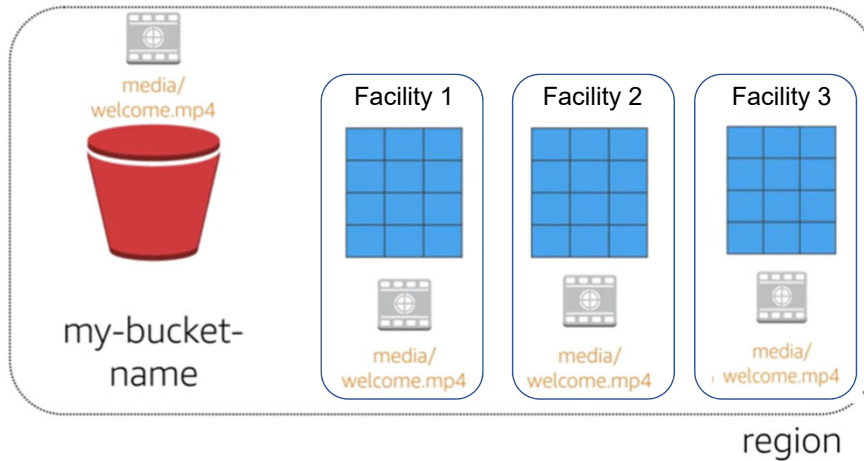 media/
welcome.mp4
my-bucket-
name
Facility 1
media/
welcome.mp4
Facility 2
media/
welcome.mp4
Facility 3
media/
welcome.mp4
region